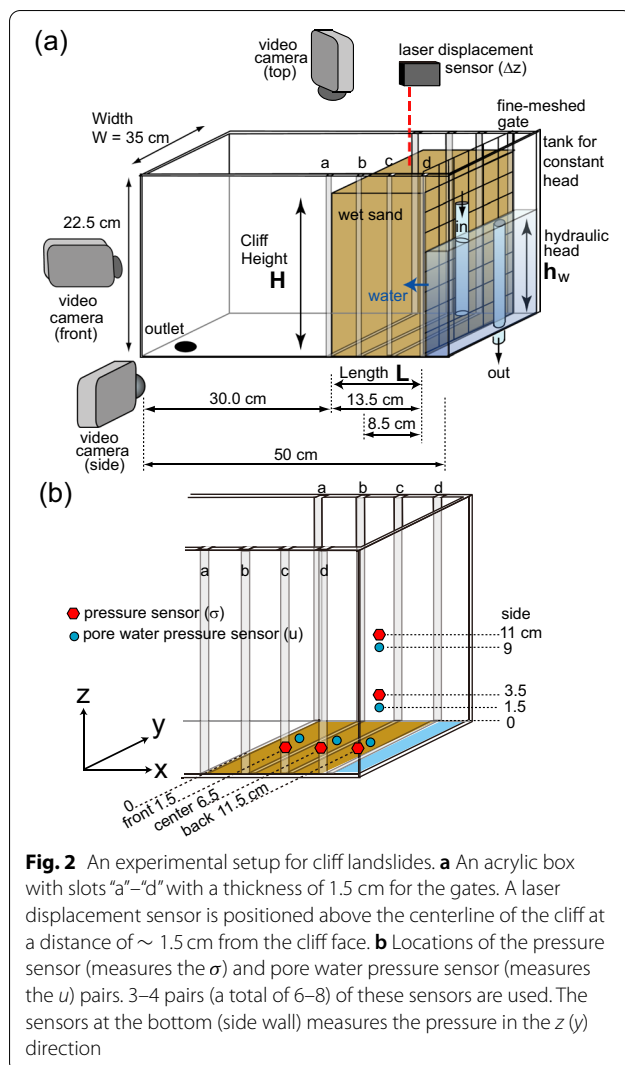 (a)
video
camera
(top)
laser displacement
sensor (Δz)
fine-meshed
gate
Width
W = 35 cm
tank for
constant
head
a b c d
wet sand
in
22.5 cm
Cliff
Height
H
hydraulic
head
hw
water
video
camera
(front)
outlet
out
Length L
30.0 cm
13.5 cm
video
camera
(side)
8.5 cm
50 cm
(b)
a b c d
a b c d
pressure sensor (σ)
pore water pressure sensor (u)
side
11 cm
9
3.5
1.5
0
z
y
x
0
front 1.5
center 6.5
back 11.5 cm
Fig. 2 An experimental setup for cliff landslides. a An acrylic box
with slots "a"–"d" with a thickness of 1.5 cm for the gates. A laser
displacement sensor is positioned above the centerline of the cliff at
a distance of ~ 1.5 cm from the cliff face. b Locations of the pressure
sensor (measures the σ) and pore water pressure sensor (measures
the u) pairs. 3–4 pairs (a total of 6–8) of these sensors are used. The
sensors at the bottom (side wall) measures the pressure in the z (y)
direction